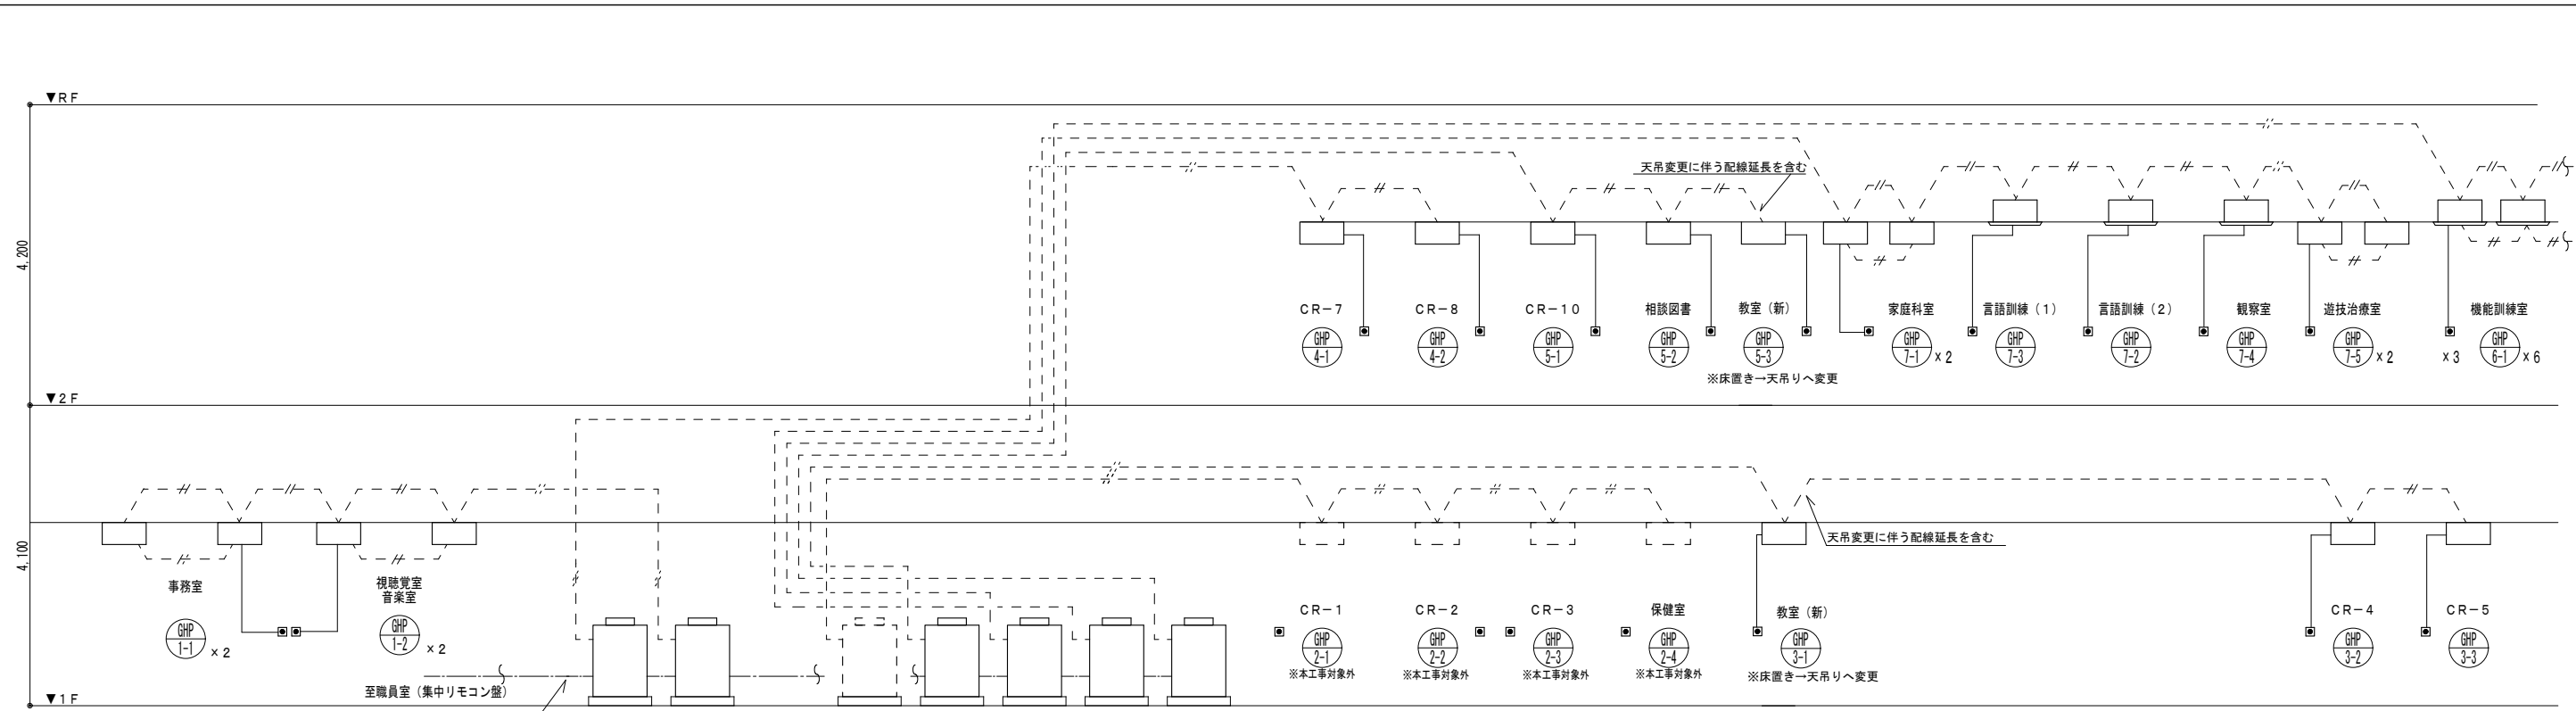 ▼RF
天吊変更に伴う配線延長を含む
4,200
CR-7
CR-8
CR-10
相談図書
教室（新）
家庭科室
言語訓練（1）
言語訓練（2）
観察室
遊技治療室
機能訓練室
GHP
4-1
GHP
4-2
GHP
5-1
GHP
5-2
GHP
5-3
GHP
7-1
×2
GHP
7-3
GHP
7-2
GHP
7-4
GHP
7-5
×2
×3
GHP
6-1
×6
※床置き→天吊りへ変更
▼2F
天吊変更に伴う配線延長を含む
4,100
事務室
視聴覚室
音楽室
GHP
1-1
×2
GHP
1-2
×2
CR-1
CR-2
CR-3
保健室
教室（新）
CR-4
CR-5
GHP
2-1
GHP
2-2
GHP
2-3
GHP
2-4
GHP
3-1
GHP
3-2
GHP
3-3
※本工事対象外
※本工事対象外
※本工事対象外
※本工事対象外
※床置き→天吊りへ変更
至職員室（集中リモコン盤）
▼1F